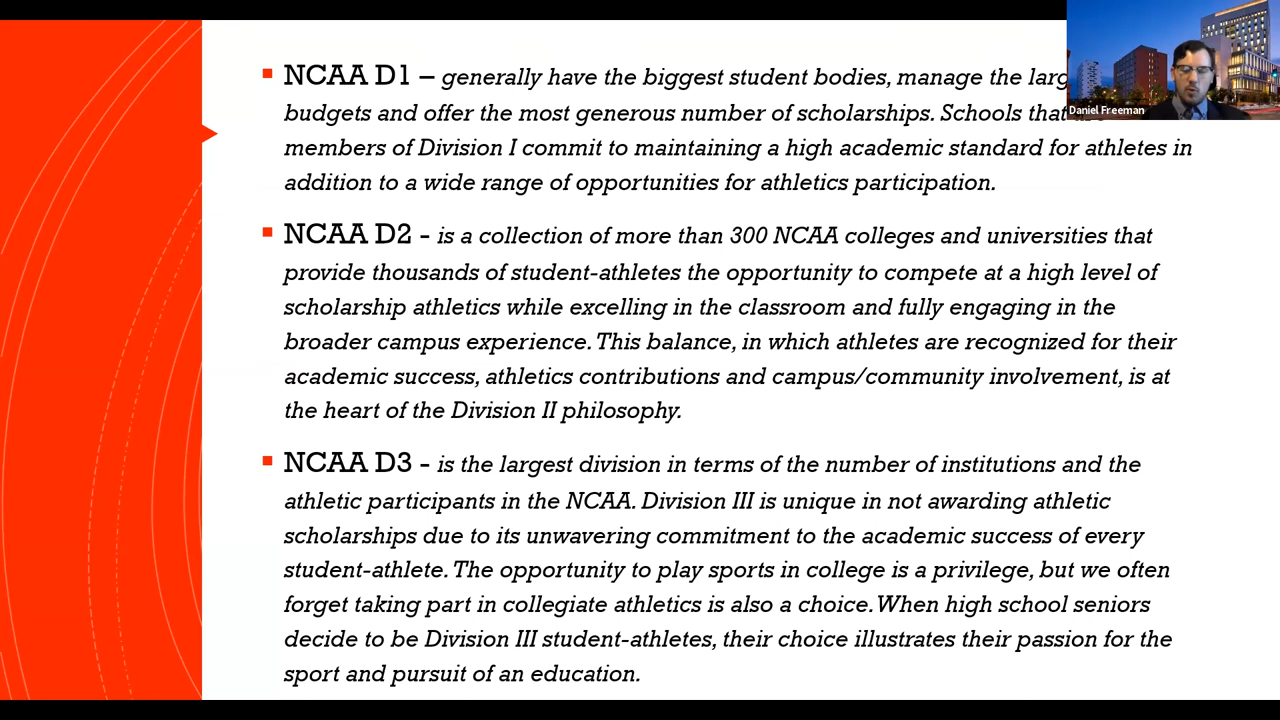 NCAA D1 – generally have the biggest student bodies, manage the
budgets and offer the most generous number of scholarships. Schools that
members of Division I commit to maintaining a high academic standard for athletes in
addition to a wide range of opportunities for athletics participation.
NCAA D2 - is a collection of more than 300 NCAA colleges and universities that
provide thousands of student-athletes the opportunity to compete at a high level of
scholarship athletics while excelling in the classroom and fully engaging in the
broader campus experience. This balance, in which athletes are recognized for their
academic success, athletics contributions and campus/community involvement, is at
the heart of the Division II philosophy.
NCAA D3 - is the largest division in terms of the number of institutions and the
athletic participants in the NCAA. Division III is unique in not awarding athletic
scholarships due to its unwavering commitment to the academic success of every
student-athlete. The opportunity to play sports in college is a privilege, but we often
forget taking part in collegiate athletics is also a choice. When high school seniors
decide to be Division III student-athletes, their choice illustrates their passion for the
sport and pursuit of an education.
Daniel Freeman